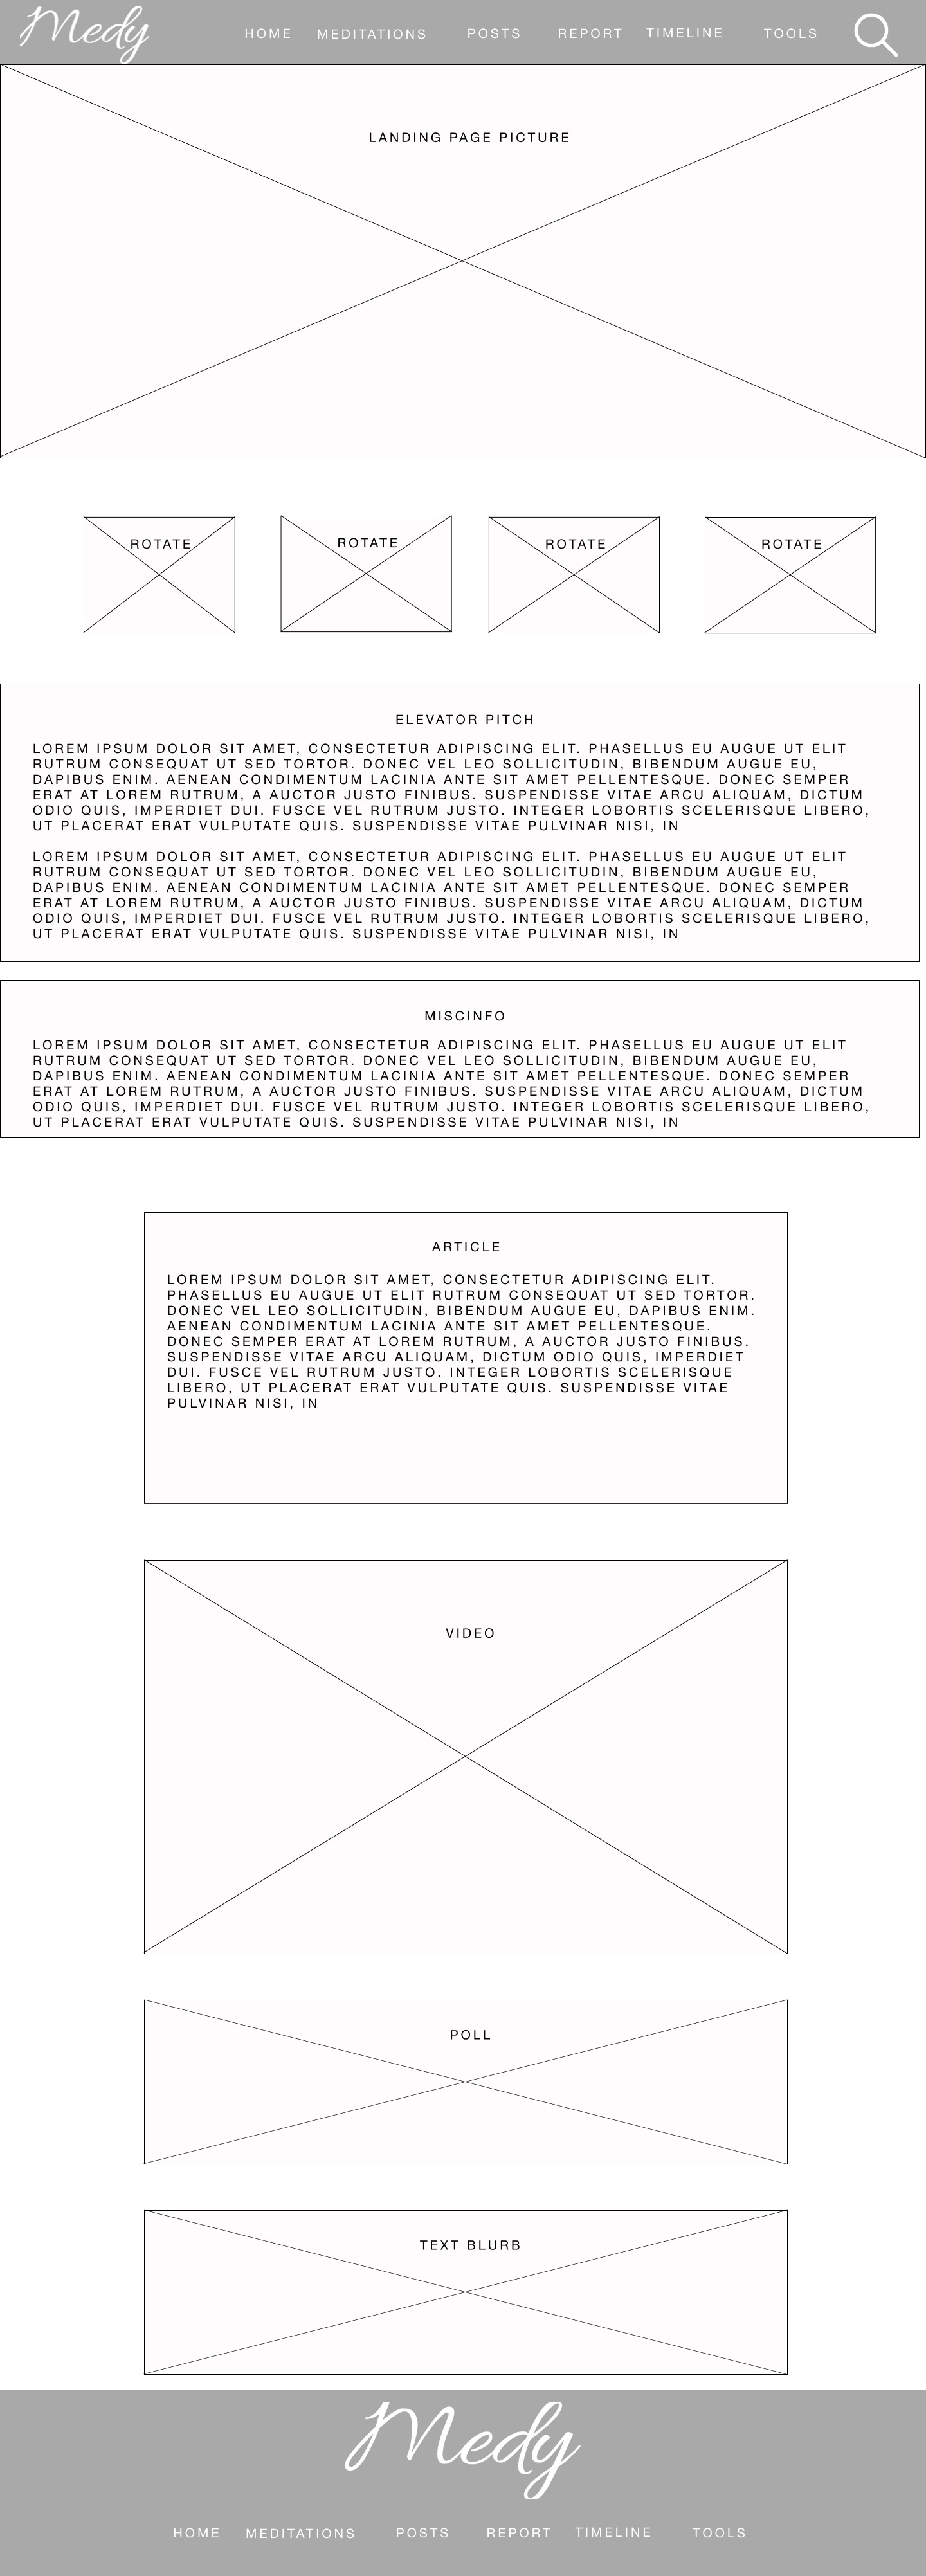 Medy
HOME MEDITATIONS POSTS REPORT TIMELINE TOOLS
LANDING PAGE PICTURE
ROTATE ROTATE ROTATE ROTATE
ELEVATOR PITCH
LOREM IPSUM DOLOR SIT AMET, CONSECTETUR ADIPISCING ELIT. PHASELLUS EU AUGUE UT ELIT
RUTRUM CONSEQUAT UT SED TORTOR. DONEC VEL LEO SOLLICITUDIN, BIBENDUM AUGUE EU,
DAPIBUS ENIM. AENEAN CONDIMENTUM LACINIA ANTE SIT AMET PELLENTESQUE. DONEC SEMPER
ERAT AT LOREM RUTRUM, A AUCTOR JUSTO FINIBUS. SUSPENDISSE VITAE ARCU ALIQUAM, DICTUM
ODIO QUIS, IMPERDIET DUI. FUSCE VEL RUTRUM JUSTO. INTEGER LOBORTIS SCELERISQUE LIBERO,
UT PLACERAT ERAT VULPUTATE QUIS. SUSPENDISSE VITAE PULVINAR NISI, IN
LOREM IPSUM DOLOR SIT AMET, CONSECTETUR ADIPISCING ELIT. PHASELLUS EU AUGUE UT ELIT
RUTRUM CONSEQUAT UT SED TORTOR. DONEC VEL LEO SOLLICITUDIN, BIBENDUM AUGUE EU,
DAPIBUS ENIM. AENEAN CONDIMENTUM LACINIA ANTE SIT AMET PELLENTESQUE. DONEC SEMPER
ERAT AT LOREM RUTRUM, A AUCTOR JUSTO FINIBUS. SUSPENDISSE VITAE ARCU ALIQUAM, DICTUM
ODIO QUIS, IMPERDIET DUI. FUSCE VEL RUTRUM JUSTO. INTEGER LOBORTIS SCELERISQUE LIBERO,
UT PLACERAT ERAT VULPUTATE QUIS. SUSPENDISSE VITAE PULVINAR NISI, IN
MISCINFO
LOREM IPSUM DOLOR SIT AMET, CONSECTETUR ADIPISCING ELIT. PHASELLUS EU AUGUE UT ELIT
RUTRUM CONSEQUAT UT SED TORTOR. DONEC VEL LEO SOLLICITUDIN, BIBENDUM AUGUE EU,
DAPIBUS ENIM. AENEAN CONDIMENTUM LACINIA ANTE SIT AMET PELLENTESQUE. DONEC SEMPER
ERAT AT LOREM RUTRUM, A AUCTOR JUSTO FINIBUS. SUSPENDISSE VITAE ARCU ALIQUAM, DICTUM
ODIO QUIS, IMPERDIET DUI. FUSCE VEL RUTRUM JUSTO. INTEGER LOBORTIS SCELERISQUE LIBERO,
UT PLACERAT ERAT VULPUTATE QUIS. SUSPENDISSE VITAE PULVINAR NISI, IN
ARTICLE
LOREM IPSUM DOLOR SIT AMET, CONSECTETUR ADIPISCING ELIT.
PHASELLUS EU AUGUE UT ELIT RUTRUM CONSEQUAT UT SED TORTOR.
DONEC VEL LEO SOLLICITUDIN, BIBENDUM AUGUE EU, DAPIBUS ENIM.
AENEAN CONDIMENTUM LACINIA ANTE SIT AMET PELLENTESQUE.
DONEC SEMPER ERAT AT LOREM RUTRUM, A AUCTOR JUSTO FINIBUS.
SUSPENDISSE VITAE ARCU ALIQUAM, DICTUM ODIO QUIS, IMPERDIET
DUI. FUSCE VEL RUTRUM JUSTO. INTEGER LOBORTIS SCELERISQUE
LIBERO, UT PLACERAT ERAT VULPUTATE QUIS. SUSPENDISSE VITAE
PULVINAR NISI, IN
VIDEO
POLL
TEXT BLURB
Medy
HOME MEDITATIONS POSTS REPORT TIMELINE TOOLS